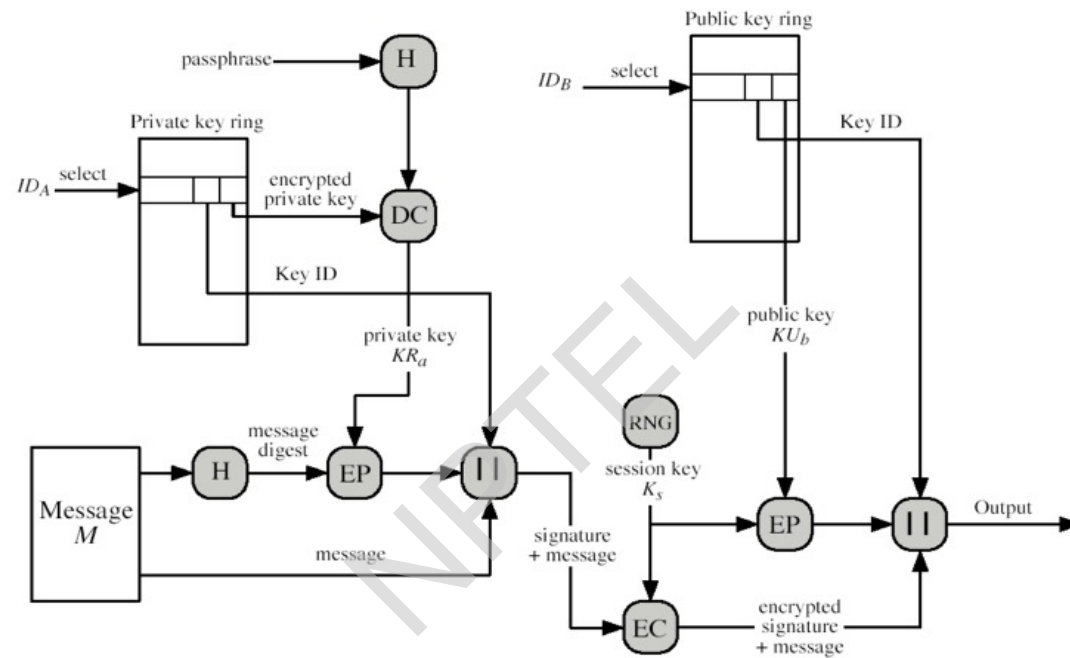 Public key ring
passphrase
H
ID_B
select
Private key ring
Key ID
ID_A
select
encrypted
private key
DC
Key ID
private key
KR_a
public key
KU_b
RNG
message
digest
session key
K_s
Message
M
H
EP
||
EP
||
Output
message
signature
+ message
EC
encrypted
signature
+ message
NPTEL